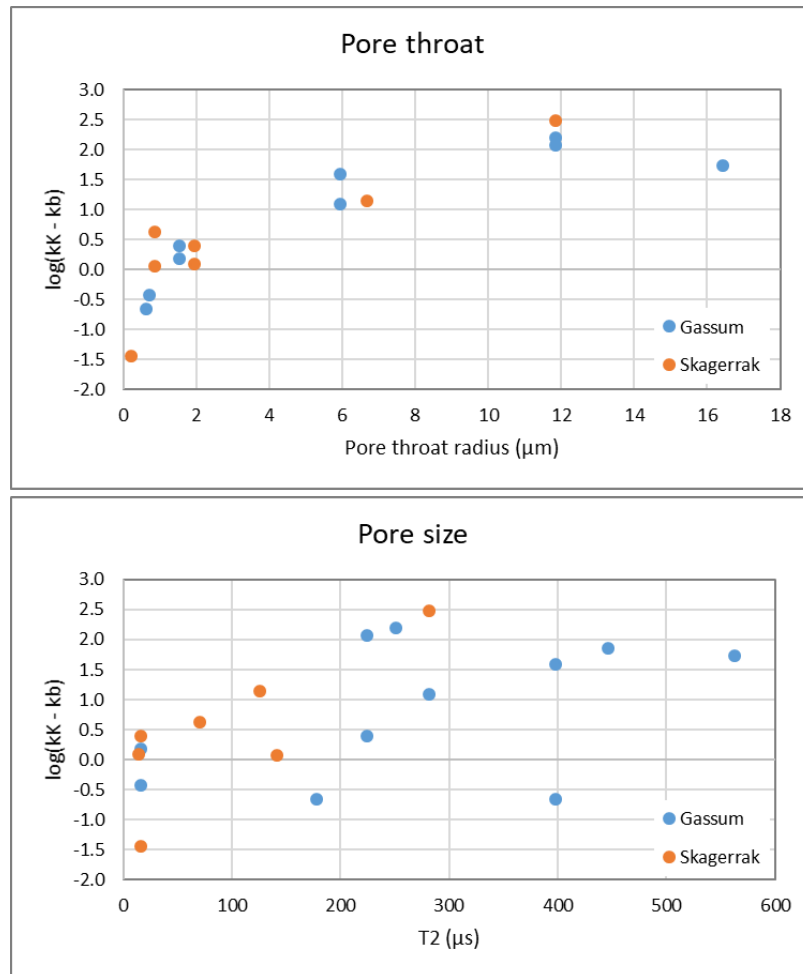 Pore throat
3.0
2.5
2.0
1.5
1.0
0.5
0.0
-0.5
-1.0
-1.5
-2.0
log(kK - kb)
Gassum
Skagerrak
0 2 4 6 8 10 12 14 16 18
Pore throat radius (µm)
Pore size
3.0
2.5
2.0
1.5
1.0
0.5
0.0
-0.5
-1.0
-1.5
-2.0
log(kK - kb)
Gassum
Skagerrak
0 100 200 300 400 500 600
T2 (µs)